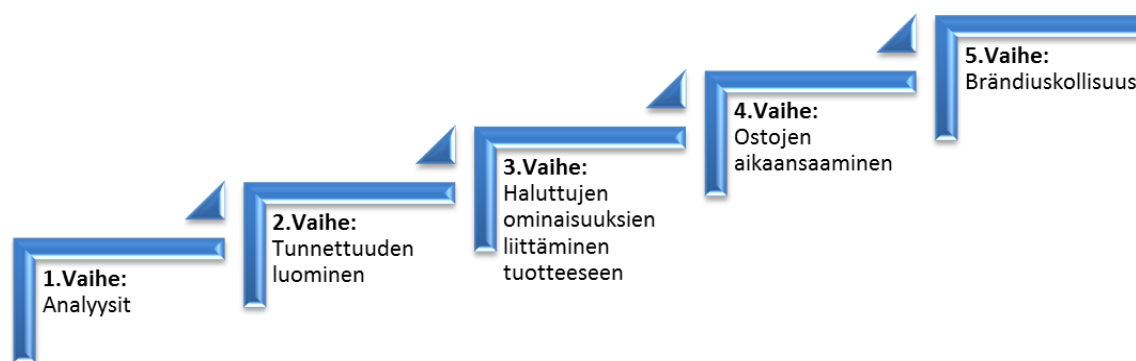 1.Vaihe:
Analyysit
2.Vaihe:
Tunnettuuden
luominen
3.Vaihe:
Haluttujen
ominaisuuksien
liittäminen
tuotteeseen
4.Vaihe:
Ostojen
aikaansaaminen
5.Vaihe:
Brändiuskollisuus